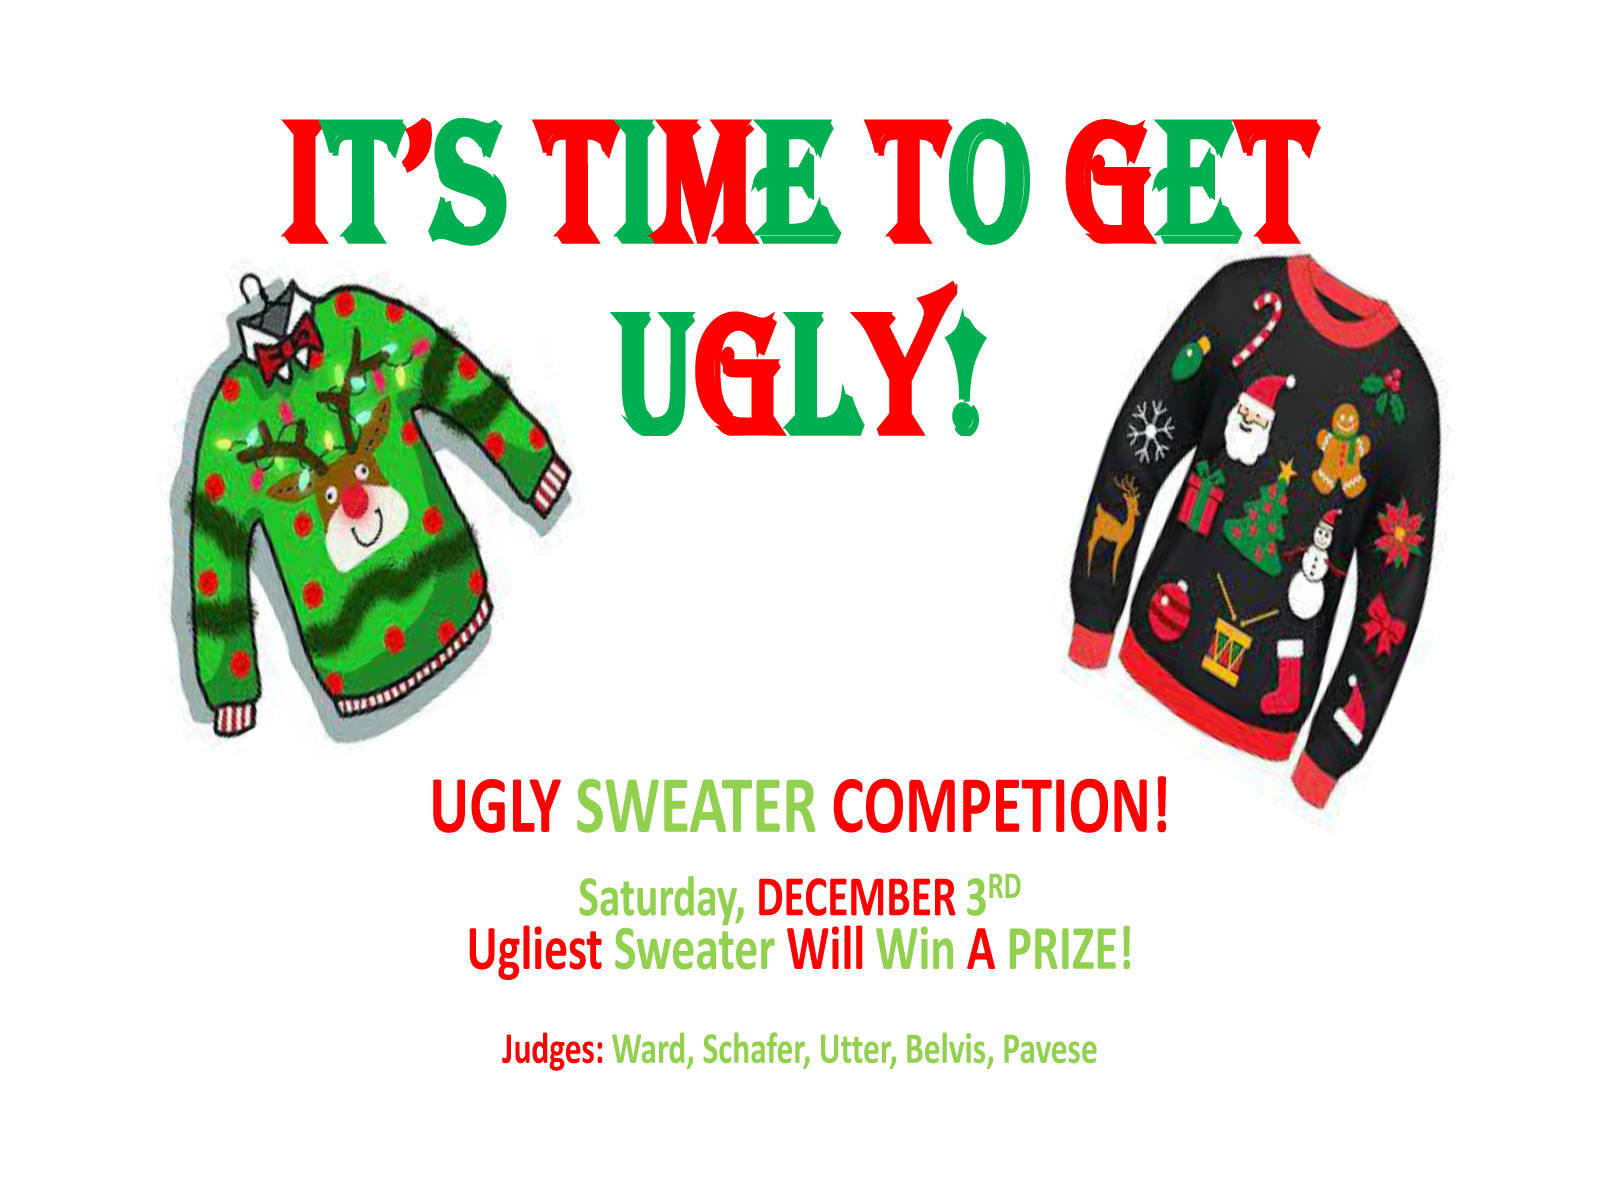 IT'S TIME TO GET
UGLY!
UGLY SWEATER COMPETION!
Saturday, DECEMBER 3RD
Ugliest Sweater Will Win A PRIZE!
Judges: Ward, Schafer, Utter, Belvis, Pavese